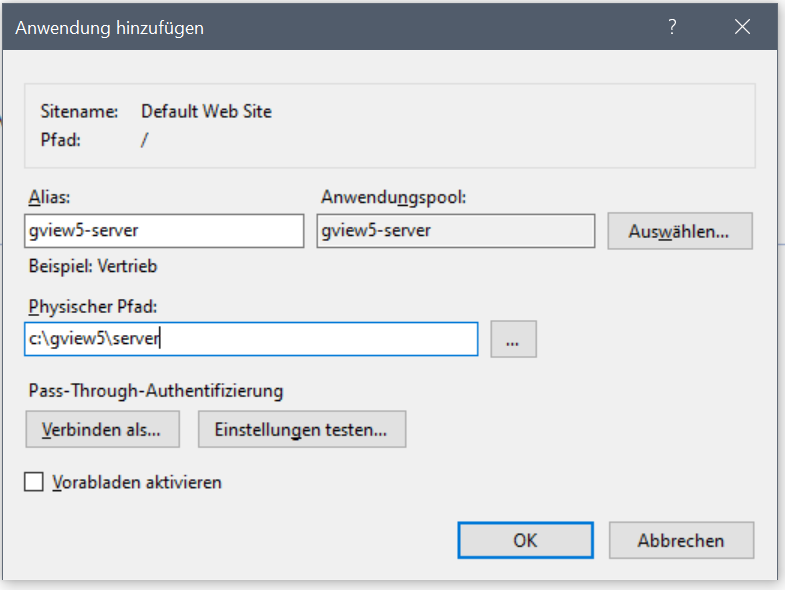 Anwendung hinzufügen ?
Sitename: Default Web Site
Pfad: /
Alias: Anwendungspool:
gview5-server gview5-server Auswählen...
Beispiel: Vertrieb
Physischer Pfad:
c:\gview5\server ...
Pass-Through-Authentifizierung
Verbinden als... Einstellungen testen...
Vorabladen aktivieren
OK Abbrechen